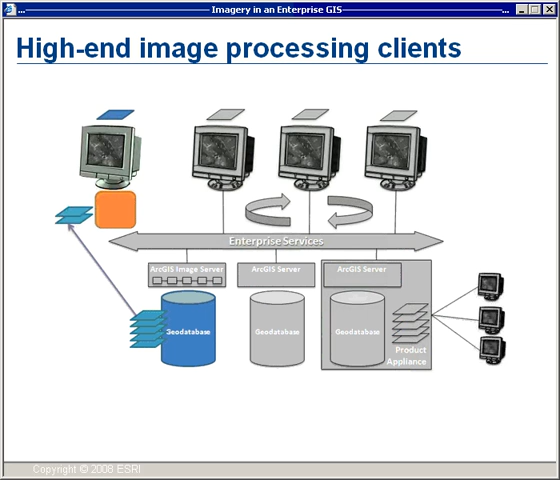 Imagery in an Enterprise GIS
High-end image processing clients
Enterprise Services
ArcGIS Image Server
ArcGIS Server
ArcGIS Server
Geodatabase
Geodatabase
Geodatabase
Product
Appliance
Copyright © 2008 ESRI